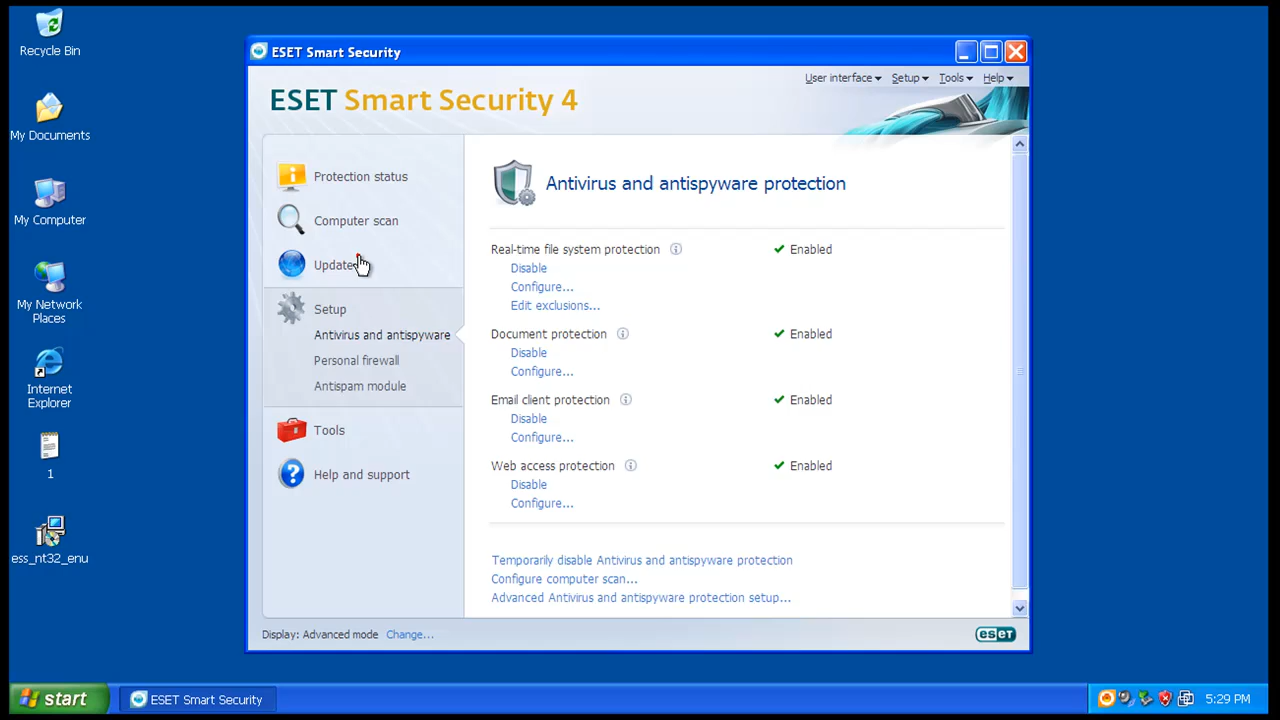 Recycle Bin
My Documents
My Computer
My Network
Places
Internet
Explorer
1
ess_nt32_enu
ESET Smart Security
User interface
Setup
Tools
Help
ESET Smart Security 4
Protection status
Computer scan
Update
Setup
Antivirus and antispyware
Personal firewall
Antispam module
Tools
Help and support
Antivirus and antispyware protection
Real-time file system protection
Enabled
Disable
Configure...
Edit exclusions...
Document protection
Enabled
Disable
Configure...
Email client protection
Enabled
Disable
Configure...
Web access protection
Enabled
Disable
Configure...
Temporarily disable Antivirus and antispyware protection
Configure computer scan...
Advanced Antivirus and antispyware protection setup...
Display: Advanced mode Change...
eset
start
ESET Smart Security
5:29 PM